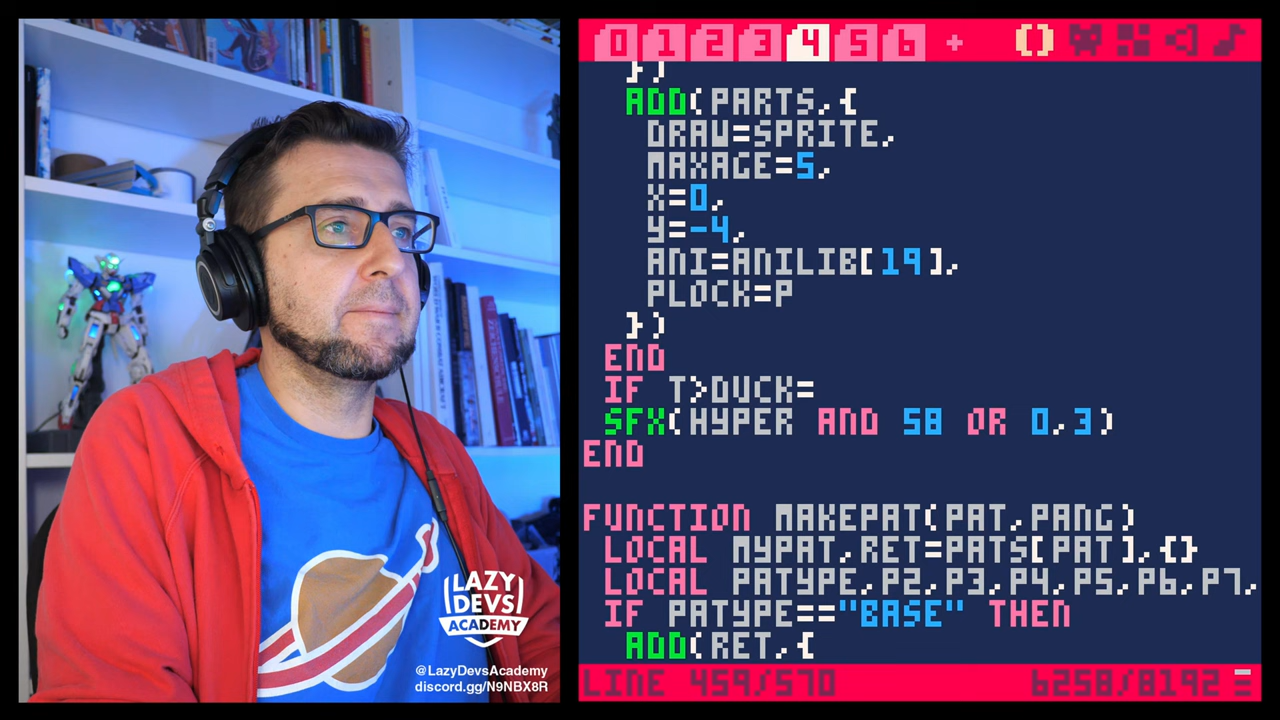 LAZY
DEVS
ACADEMY
@LazyDevsAcademy
discord.gg/N9NBX8R
0 1 2 3 4 5 6 +
})
ADD(PARTS,{
DRAW=SPRITE,
MAXAGE=5,
X=0,
Y=-4,
ANI=ANILIB[19],
PLOCK=P
})
END
IF T>DUCK=
SFX(HYPER AND 58 OR 0,3)
END
FUNCTION MAKEPAT(PAT,PANG)
LOCAL MYPAT,RET=PATS[PAT],{}
LOCAL PATYPE,P2,P3,P4,P5,P6,P7,
IF PATYPE=="BASE" THEN
ADD(RET,{
LINE 459/570
6258/8192